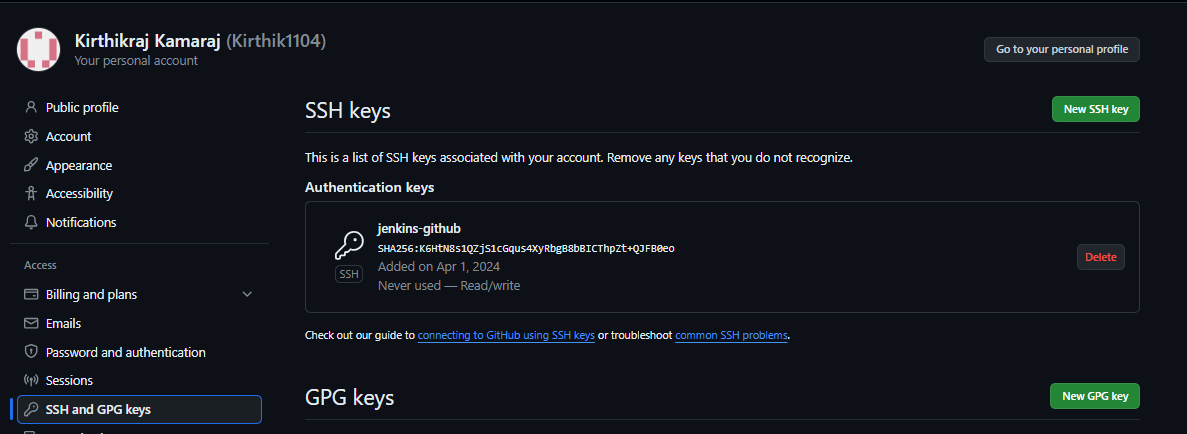 Kirthikraj Kamaraj (Kirthik1104)
Your personal account
Go to your personal profile
Public profile
Account
Appearance
Accessibility
Notifications
Access
Billing and plans
Emails
Password and authentication
Sessions
SSH and GPG keys
SSH keys
New SSH key
This is a list of SSH keys associated with your account. Remove any keys that you do not recognize.
Authentication keys
jenkins-github
SHA256:K6HtN8s1QZjS1cGqus4XyRbgB8bBICThpZt+QJFB0eo
Added on Apr 1, 2024
Never used — Read/write
SSH
Delete
Check out our guide to connecting to GitHub using SSH keys or troubleshoot common SSH problems.
GPG keys
New GPG key